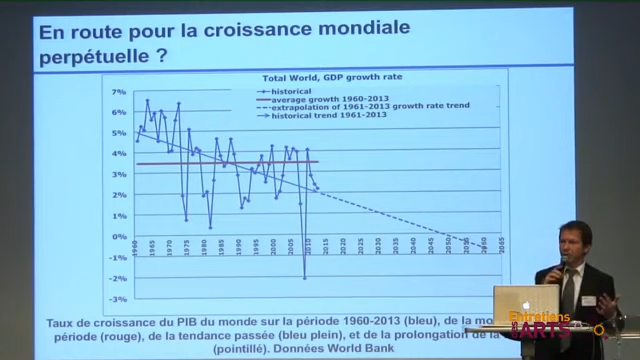 En route pour la croissance mondiale
perpétuelle ?
Total World, GDP growth rate
historical
average growth 1960-2013
extrapolation of 1961-2013 growth rate trend
historical trend 1961-2013
7%
6%
5%
4%
3%
2%
1%
0%
-1%
-2%
-3%
1960 1965 1970 1975 1980 1985 1990 1995 2000 2005 2010 2015 2020 2025 2030 2035 2040 2045 2050 2055 2060 2065
Taux de croissance du PIB du monde sur la période 1960-2013 (bleu), de la
période (rouge), de la tendance passée (bleu plein), et de la prolongation de la
(pointillé). Données World Bank
Entretiens
ARTS